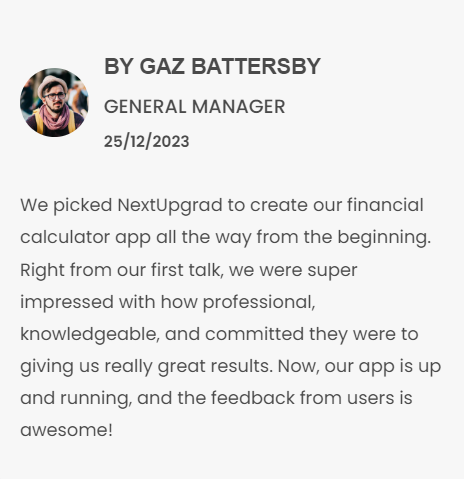 BY GAZ BATTERSBY
GENERAL MANAGER
25/12/2023
We picked NextUpgrad to create our financial
calculator app all the way from the beginning.
Right from our first talk, we were super
impressed with how professional,
knowledgeable, and committed they were to
giving us really great results. Now, our app is up
and running, and the feedback from users is
awesome!